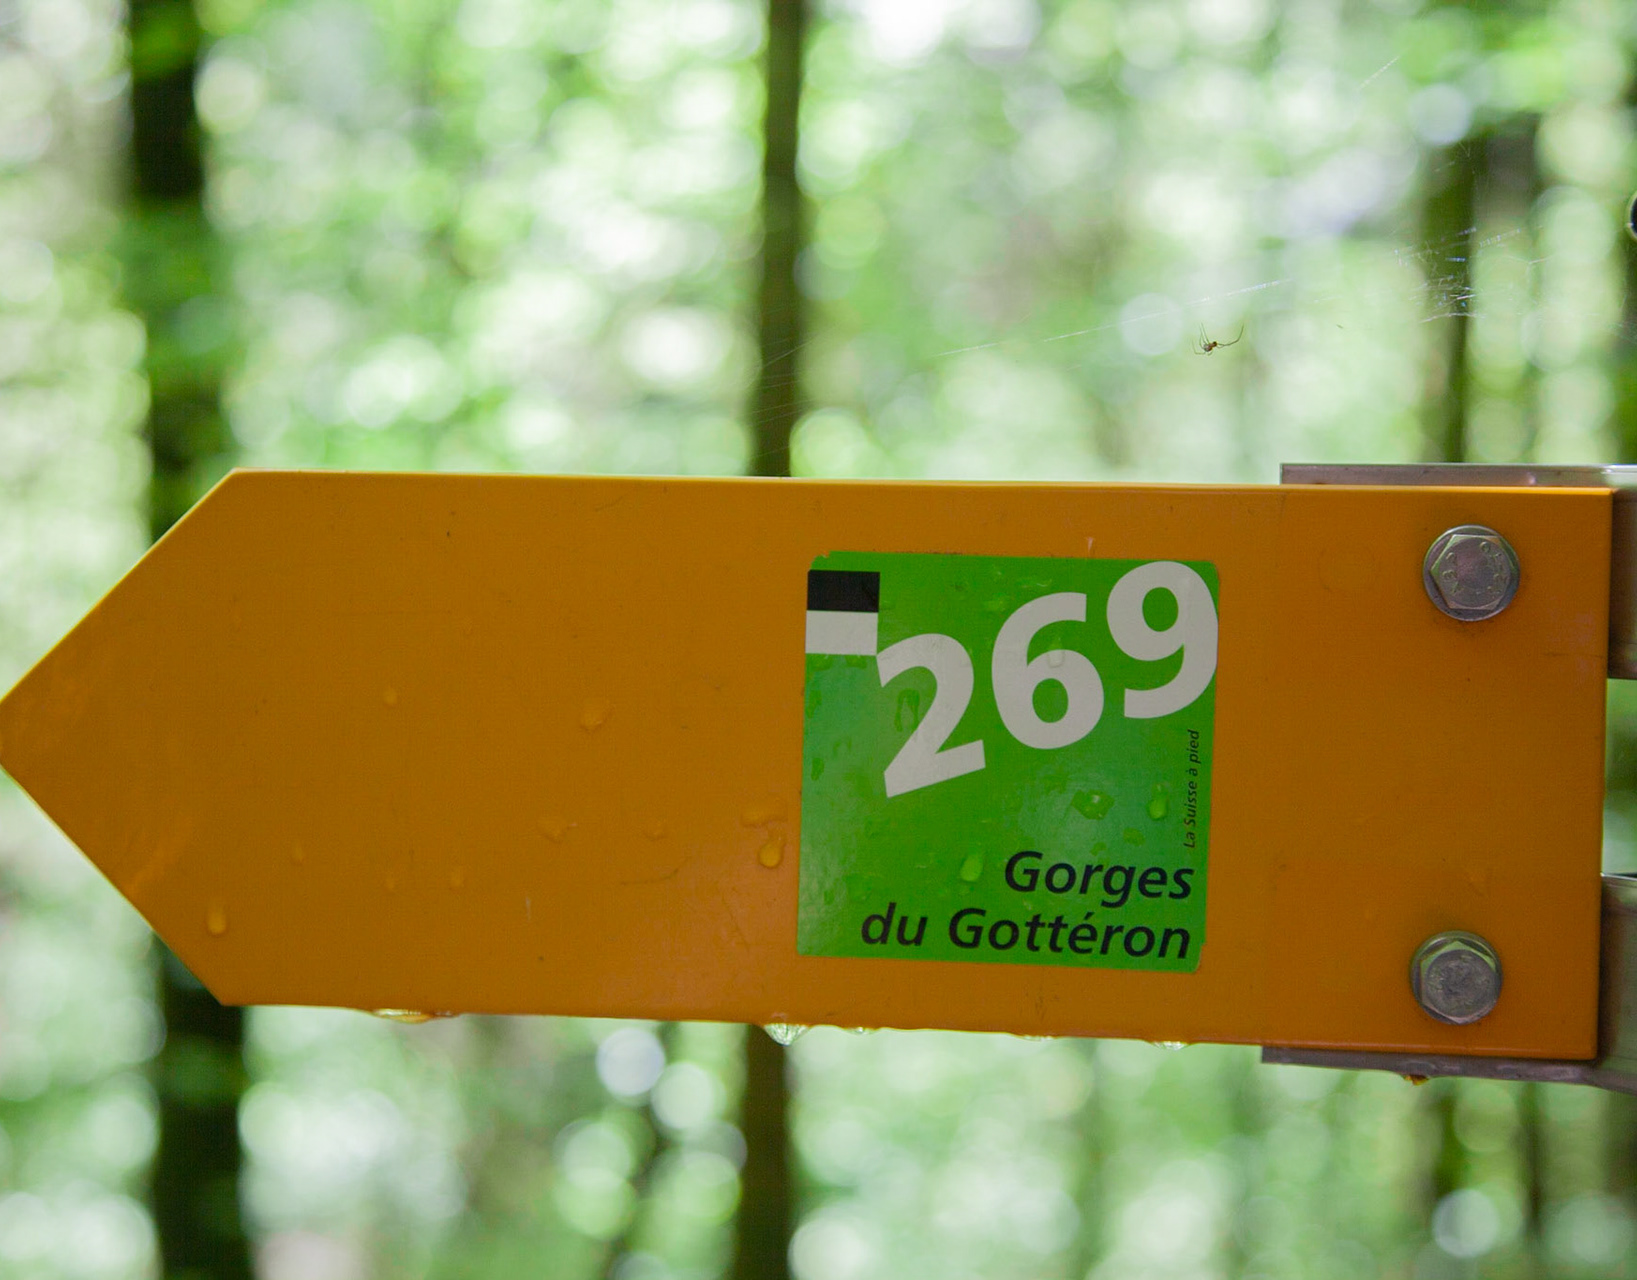 269
La Suisse à pied
Gorges
du Gottéron